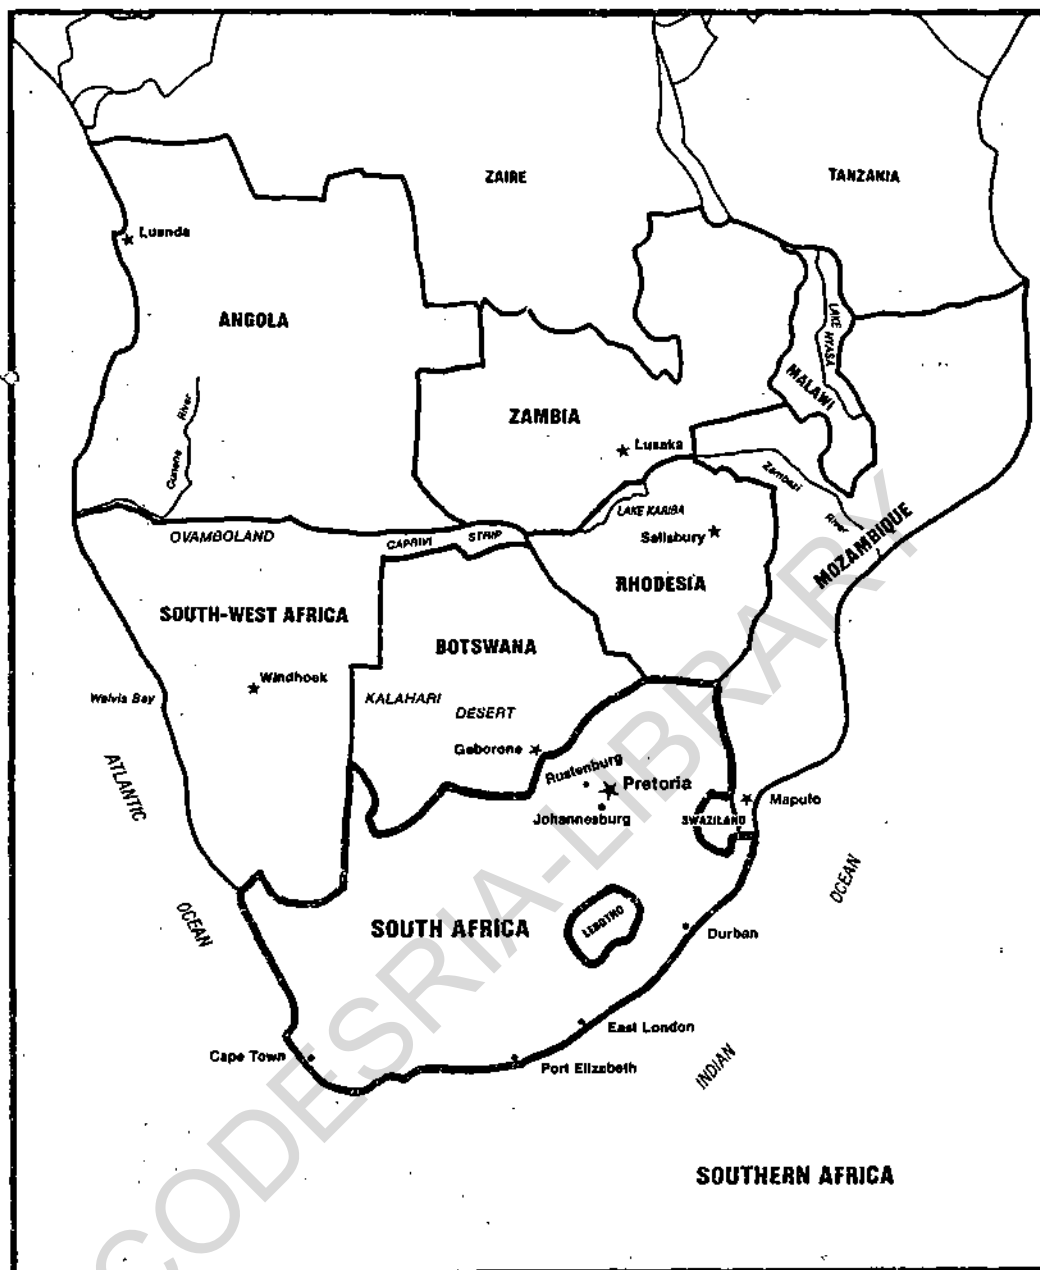 ZAIRE
TANZANIA
Luanda
ANGOLA
LAKE NYASA
MALAWI
ZAMBIA
Lusaka
Cunene River
Zambezi River
LAKE KARIBA
OVAMBOLAND
CAPRIVI STRIP
Salisbury
MOZAMBIQUE
RHODESIA
SOUTH-WEST AFRICA
BOTSWANA
Windhoek
Walvis Bay
KALAHARI DESERT
Gaborone
Rustenburg
Pretoria
Maputo
Johannesburg
SWAZILAND
ATLANTIC OCEAN
SOUTH AFRICA
LEBOTHO
Durban
East London
Cape Town
Port Elizabeth
INDIAN OCEAN
SOUTHERN AFRICA
CODESRIA-LIBRARY